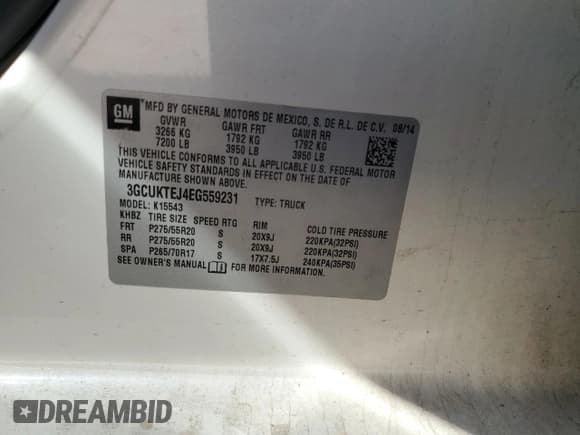 GM
MFD BY GENERAL MOTORS DE MEXICO, S. DE R.L. DE C.V. 08/14
GVWR GAWR FRT GAWR RR
3266 KG 1792 KG 1792 KG
7200 LB 3950 LB 3950 LB
THIS VEHICLE CONFORMS TO ALL APPLICABLE U.S. FEDERAL MOTOR
VEHICLE SAFETY STANDARDS IN EFFECT ON THE DATE OF
MANUFACTURE SHOWN ABOVE.
3GCUKTEJ4EG559231 TYPE: TRUCK
MODEL: K15543
KHBZ TIRE SIZE SPEED RTG RIM COLD TIRE PRESSURE
FRT P275/55R20 S 20X9J 220KPA(32PSI)
RR P275/55R20 S 20X9J 220KPA(32PSI)
SPA P265/70R17 S 17X7.5J 240KPA(35PSI)
SEE OWNER'S MANUAL FOR MORE INFORMATION.
DREAMBID